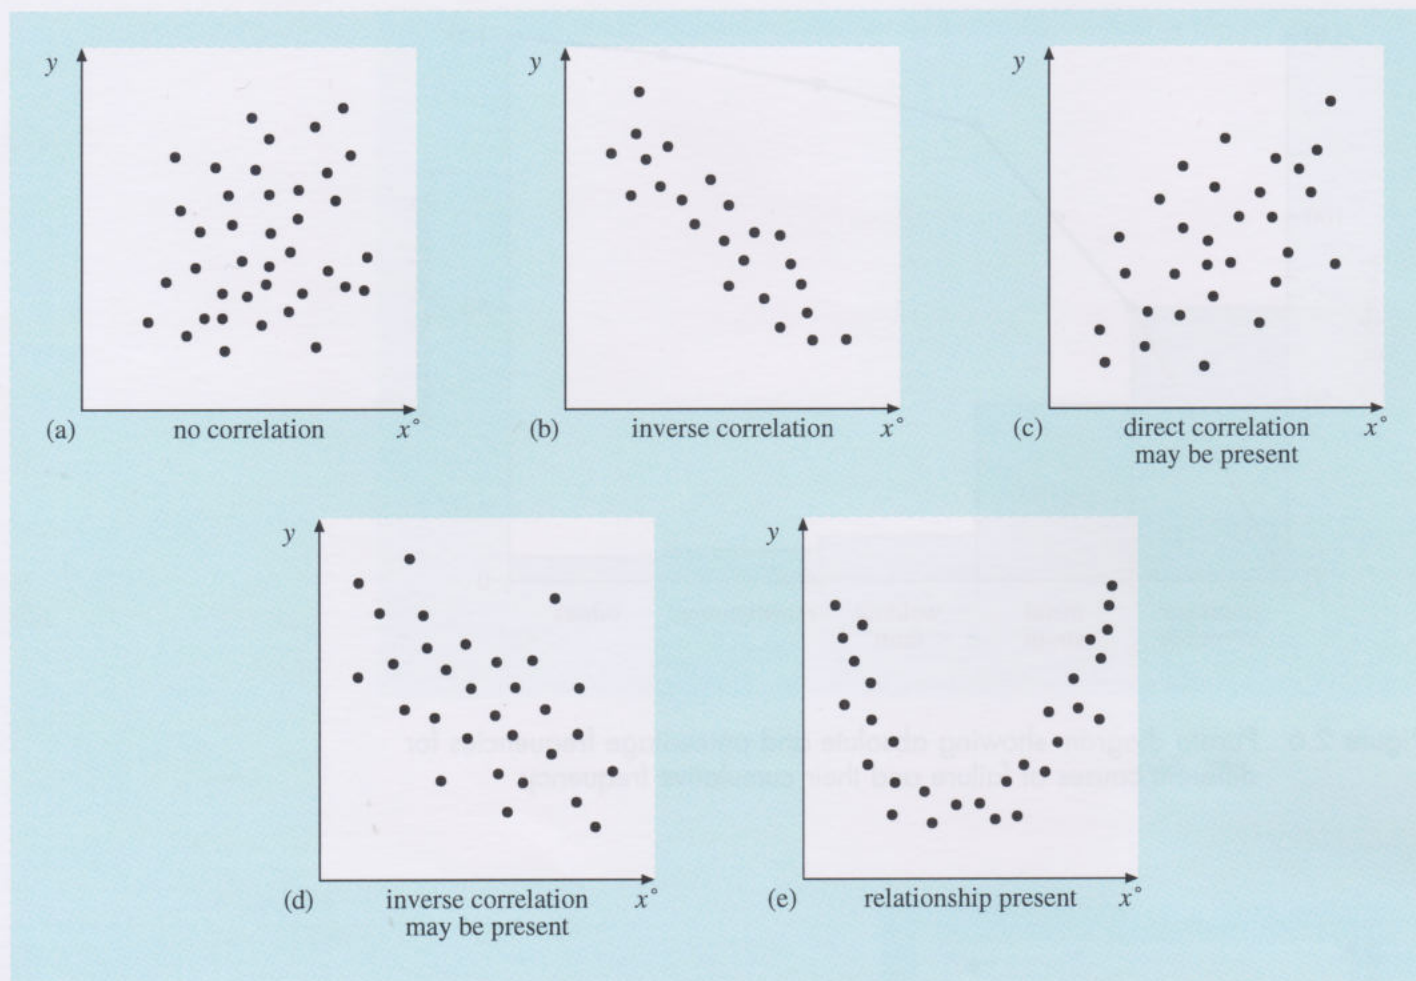 y
(a) no correlation x°
y
(b) inverse correlation x°
y
(c) direct correlation x°
may be present
y
(d) inverse correlation x°
may be present
y
(e) relationship present x°